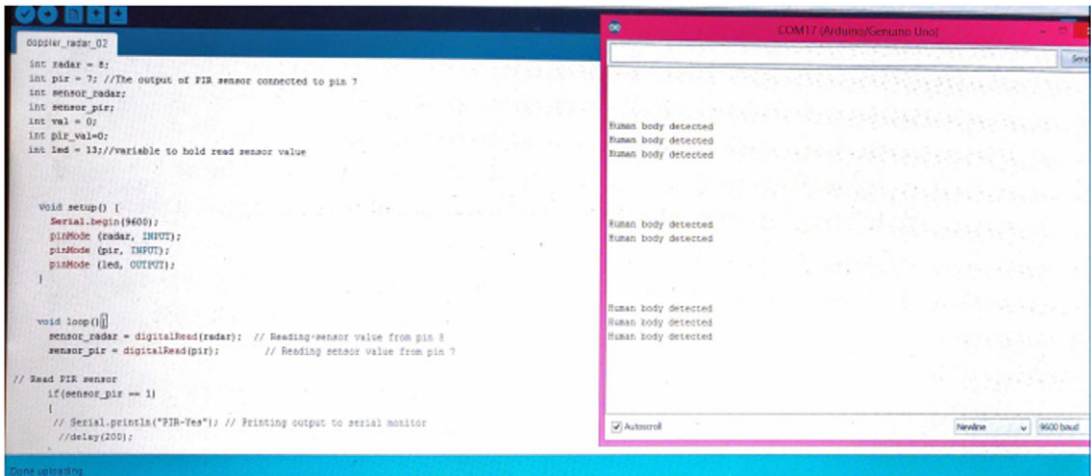 doppler_radar_02
int radar = 8;
int pir = 7; //The output of PIR sensor connected to pin 7
int sensor_radar;
int sensor_pir;
int val = 0;
int pir_val=0;
int led = 13;//variable to hold read sensor value
void setup() {
Serial.begin(9600);
pinMode (radar, INPUT);
pinMode (pir, INPUT);
pinMode (led, OUTPUT);
}
void loop(){
sensor_radar = digitalRead(radar); // Reading-sensor value from pin 8
sensor_pir = digitalRead(pir); // Reading sensor value from pin 7
// Read PIR sensor
if(sensor_pir == 1)
{
// Serial.println("PIR-Yes"); // Printing output to serial monitor
//delay(200);
Done uploading
COM17 (Arduino/Genuino Uno)
Send
Human body detected
Human body detected
Human body detected
Human body detected
Human body detected
Human body detected
Human body detected
Human body detected
Autoscroll
Newline
9600 baud